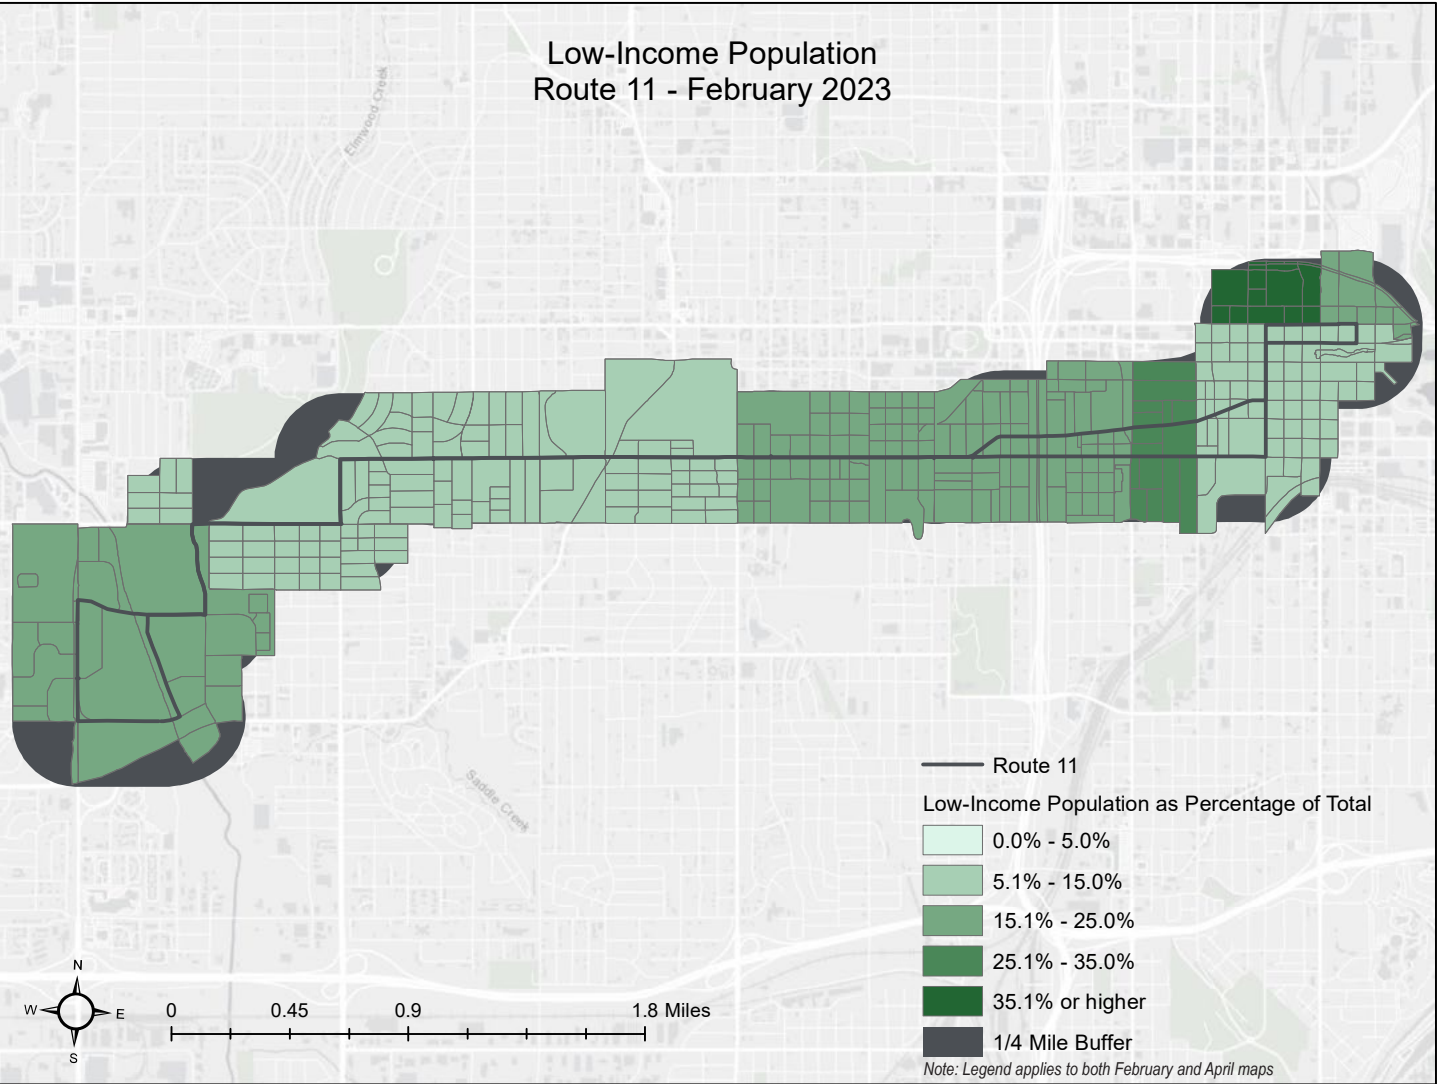 Low-Income Population
Route 11 - February 2023
Elmwood Creek
Saddle Creek
Route 11
Low-Income Population as Percentage of Total
0.0% - 5.0%
5.1% - 15.0%
15.1% - 25.0%
25.1% - 35.0%
35.1% or higher
1/4 Mile Buffer
Note: Legend applies to both February and April maps
N
W E
S
0 0.45 0.9 1.8 Miles